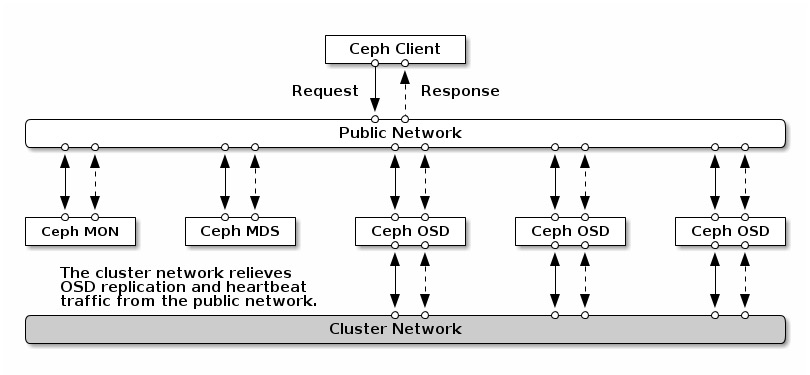 Ceph Client
Request
Response
Public Network
Ceph MON
Ceph MDS
Ceph OSD
Ceph OSD
Ceph OSD
The cluster network relieves
OSD replication and heartbeat
traffic from the public network.
Cluster Network